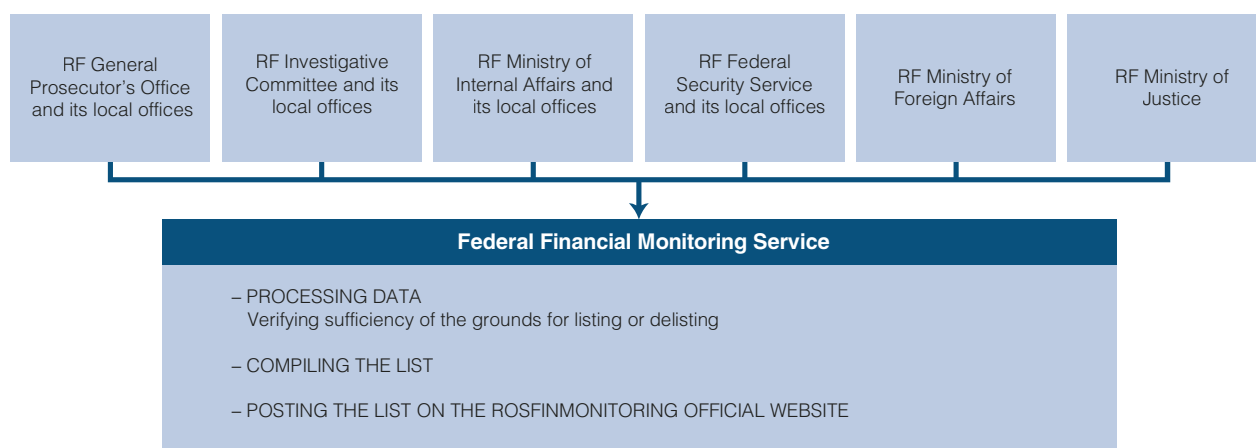 RF General
Prosecutor's Office
and its local offices
RF Investigative
Committee and its
local offices
RF Ministry of
Internal Affairs and
its local offices
RF Federal
Security Service
and its local offices
RF Ministry of
Foreign Affairs
RF Ministry of
Justice
Federal Financial Monitoring Service
– PROCESSING DATA
Verifying sufficiency of the grounds for listing or delisting
– COMPILING THE LIST
– POSTING THE LIST ON THE ROSFINMONITORING OFFICIAL WEBSITE